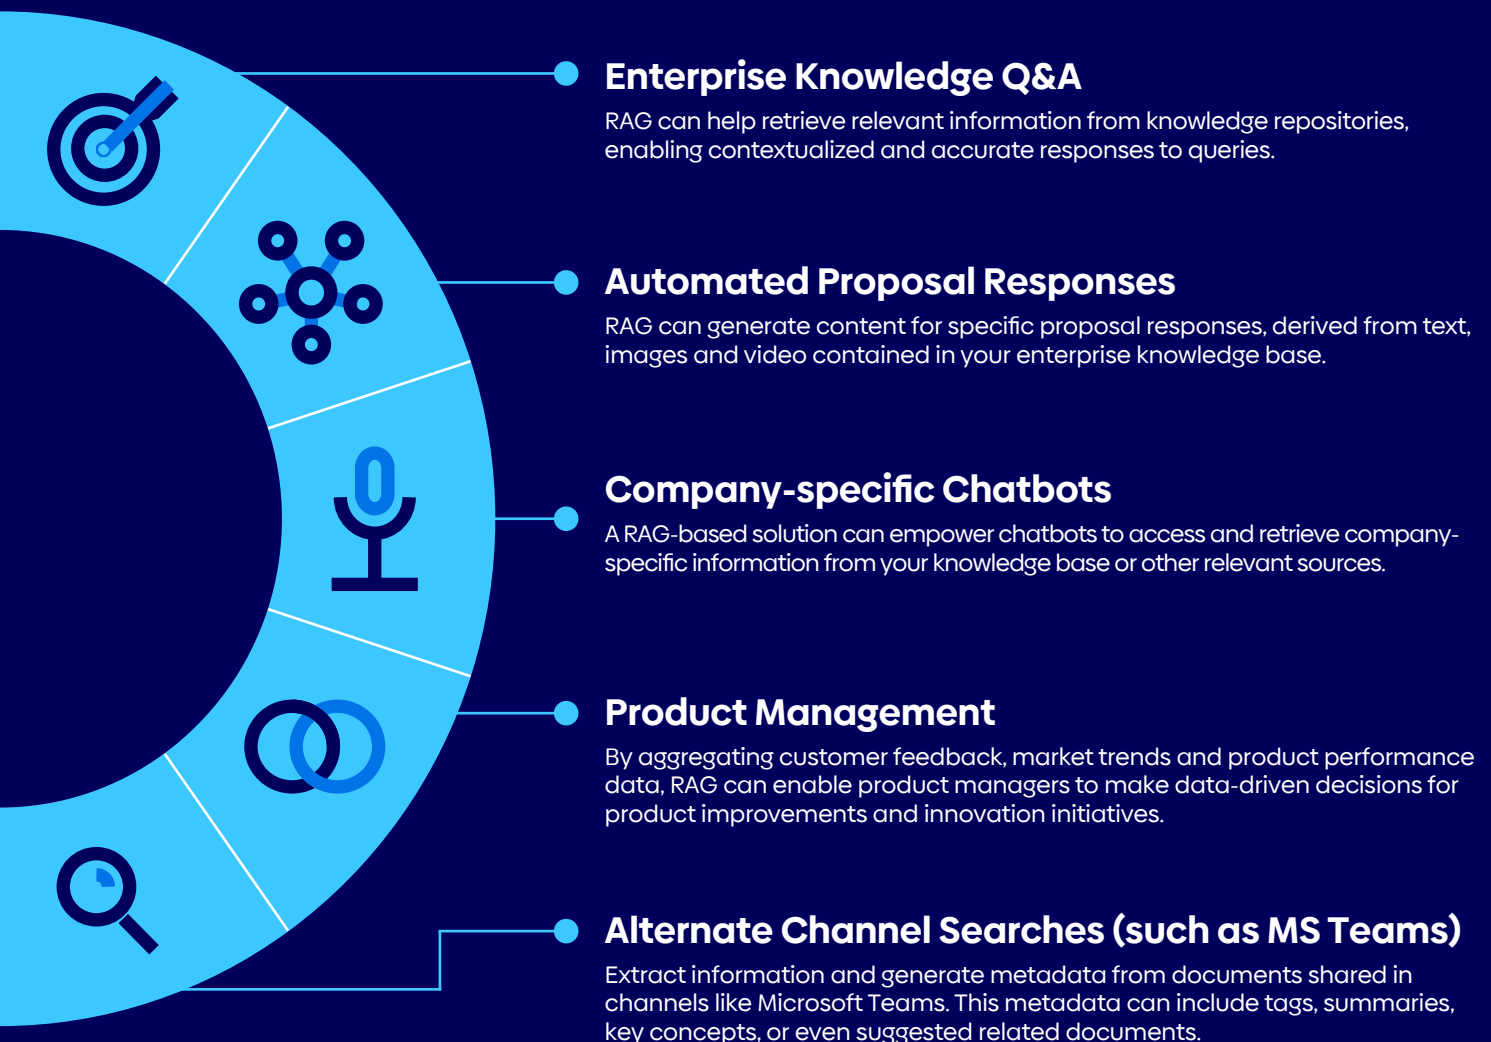 Enterprise Knowledge Q&A
RAG can help retrieve relevant information from knowledge repositories,
enabling contextualized and accurate responses to queries.
Automated Proposal Responses
RAG can generate content for specific proposal responses, derived from text,
images and video contained in your enterprise knowledge base.
Company-specific Chatbots
A RAG-based solution can empower chatbots to access and retrieve company-
specific information from your knowledge base or other relevant sources.
Product Management
By aggregating customer feedback, market trends and product performance
data, RAG can enable product managers to make data-driven decisions for
product improvements and innovation initiatives.
Alternate Channel Searches (such as MS Teams)
Extract information and generate metadata from documents shared in
channels like Microsoft Teams. This metadata can include tags, summaries,
key concepts, or even suggested related documents.